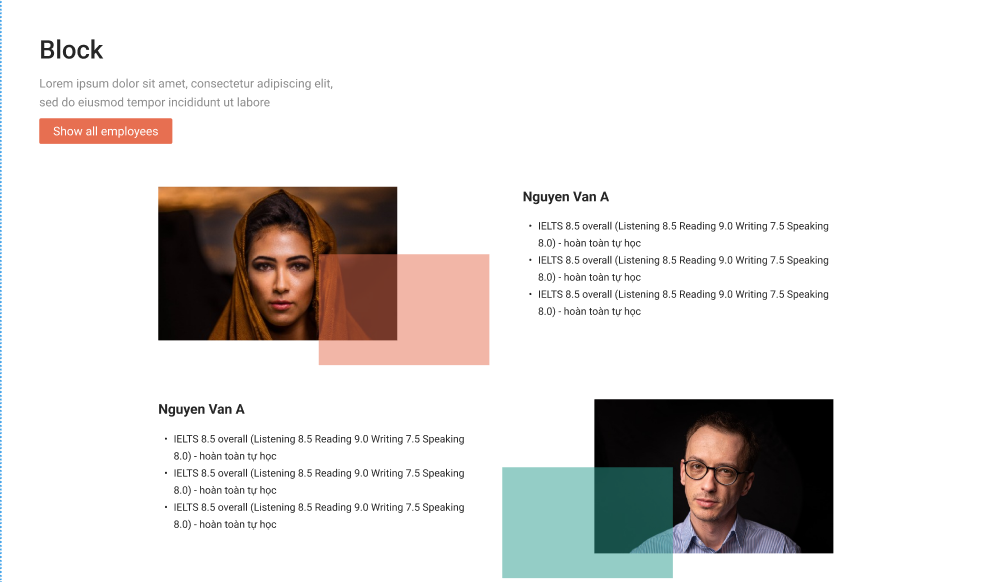 Block
Lorem ipsum dolor sit amet, consectetur adipiscing elit,
sed do eiusmod tempor incididunt ut labore
Show all employees
Nguyen Van A
• IELTS 8.5 overall (Listening 8.5 Reading 9.0 Writing 7.5 Speaking
8.0) - hoàn toàn tự học
• IELTS 8.5 overall (Listening 8.5 Reading 9.0 Writing 7.5 Speaking
8.0) - hoàn toàn tự học
• IELTS 8.5 overall (Listening 8.5 Reading 9.0 Writing 7.5 Speaking
8.0) - hoàn toàn tự học
Nguyen Van A
• IELTS 8.5 overall (Listening 8.5 Reading 9.0 Writing 7.5 Speaking
8.0) - hoàn toàn tự học
• IELTS 8.5 overall (Listening 8.5 Reading 9.0 Writing 7.5 Speaking
8.0) - hoàn toàn tự học
• IELTS 8.5 overall (Listening 8.5 Reading 9.0 Writing 7.5 Speaking
8.0) - hoàn toàn tự học